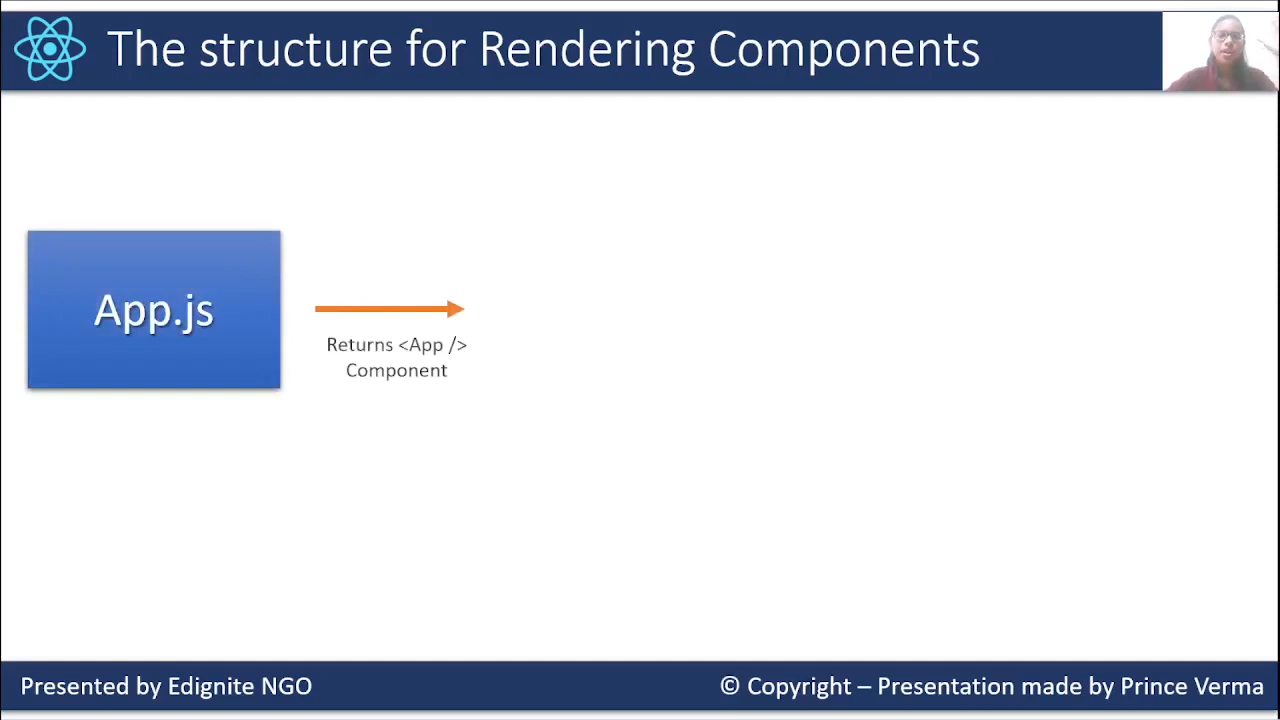 The structure for Rendering Components
App.js
Returns <App />
Component
Presented by Edignite NGO
© Copyright – Presentation made by Prince Verma